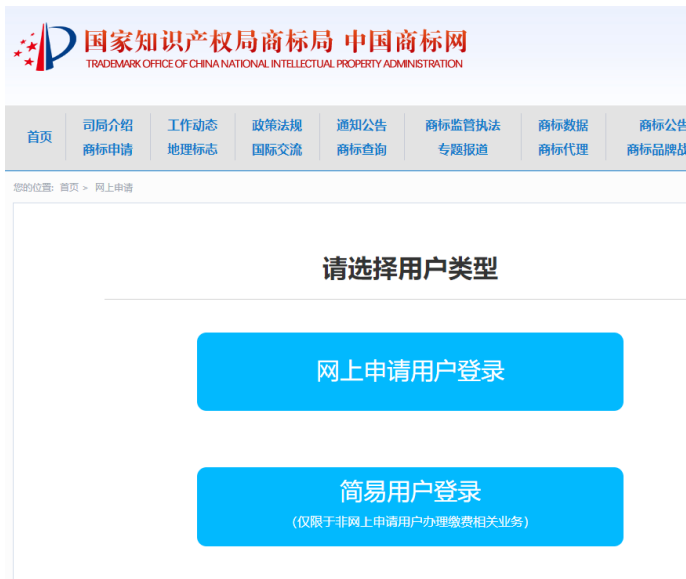 国家知识产权局商标局 中国商标网
TRADEMARK OFFICE OF CHINA NATIONAL INTELLECTUAL PROPERTY ADMINISTRATION
首页
司局介绍 工作动态 政策法规 通知公告 商标监管执法 商标数据 商标公告
商标申请 地理标志 国际交流 商标查询 专题报道 商标代理 商标品牌战
您的位置: 首页 > 网上申请
请选择用户类型
网上申请用户登录
简易用户登录
(仅限于非网上申请用户办理缴费相关业务)